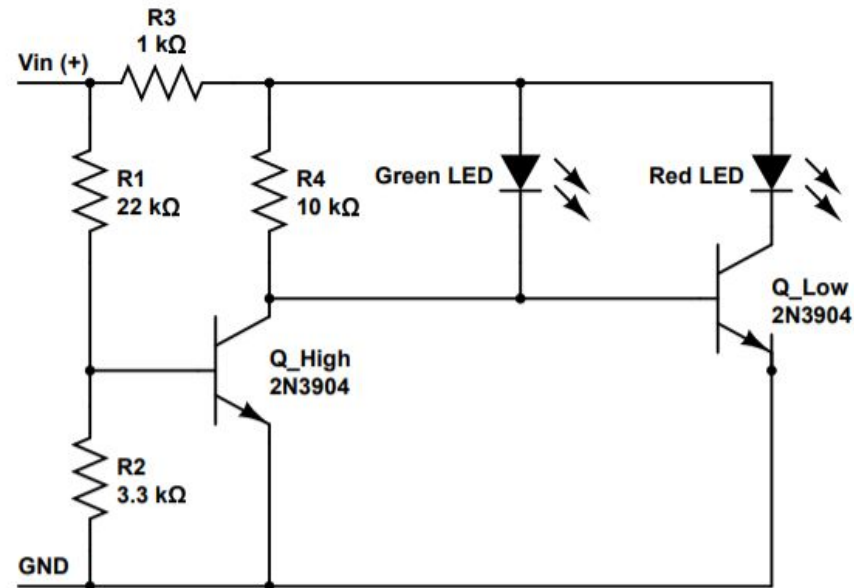 R3
1 kΩ
Vin (+)
R1
22 kΩ
R4
10 kΩ
Green LED
Red LED
Q_Low
2N3904
Q_High
2N3904
R2
3.3 kΩ
GND